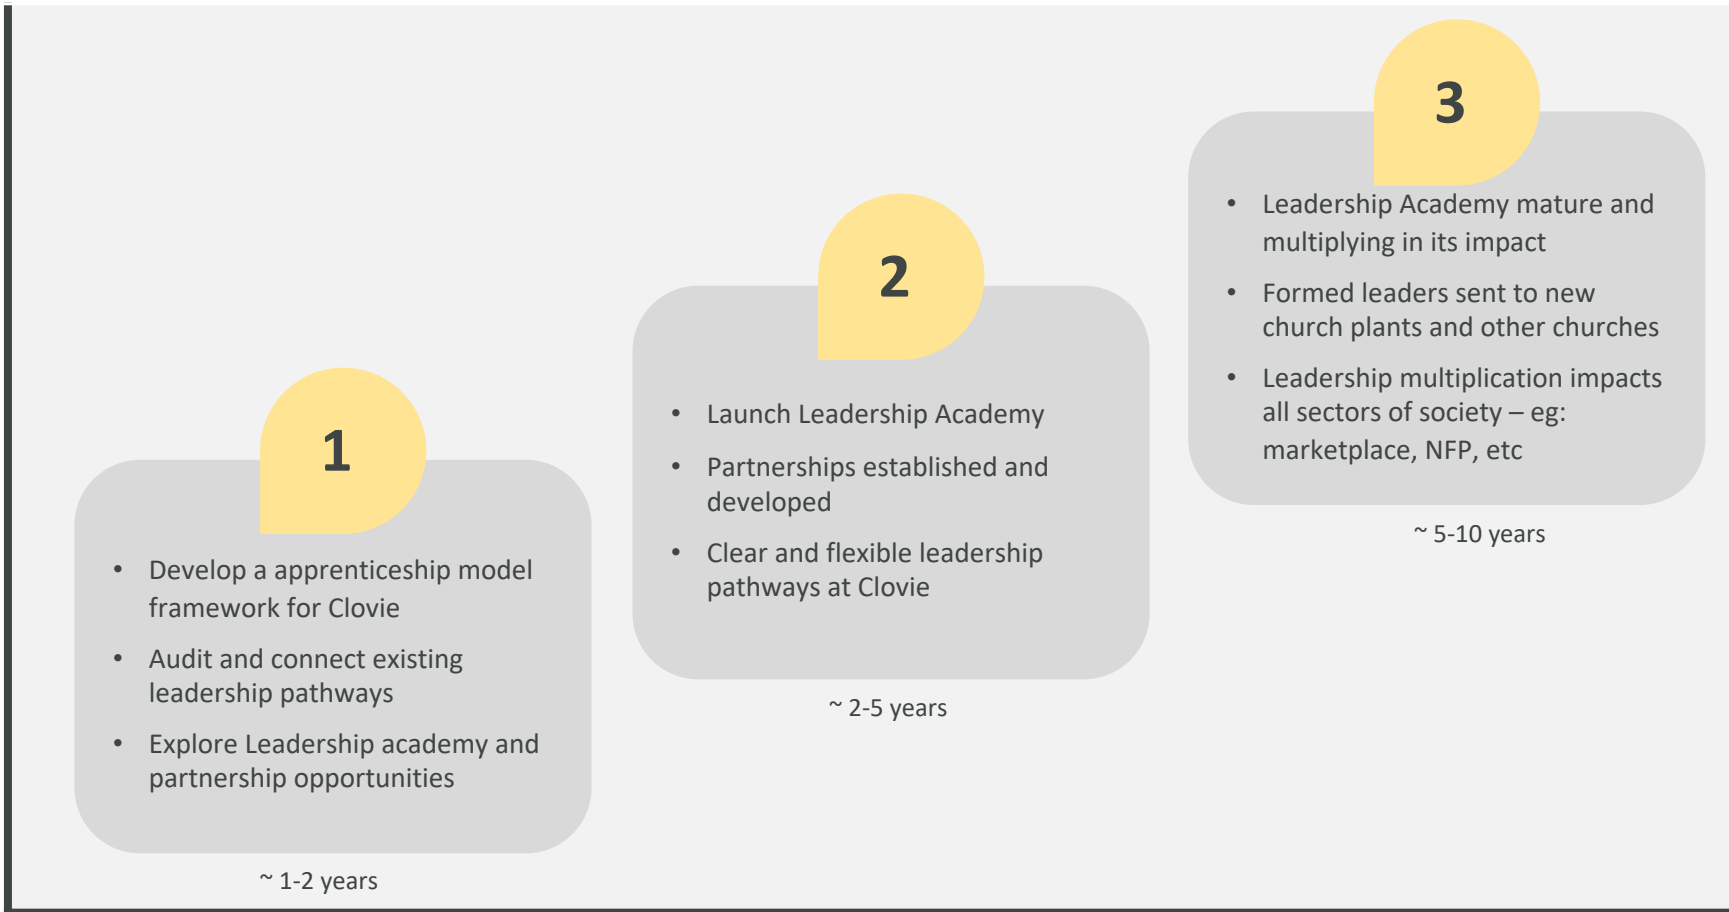 1
• Develop a apprenticeship model
framework for Clovie
• Audit and connect existing
leadership pathways
• Explore Leadership academy and
partnership opportunities
~ 1-2 years
2
• Launch Leadership Academy
• Partnerships established and
developed
• Clear and flexible leadership
pathways at Clovie
~ 2-5 years
3
• Leadership Academy mature and
multiplying in its impact
• Formed leaders sent to new
church plants and other churches
• Leadership multiplication impacts
all sectors of society – eg:
marketplace, NFP, etc
~ 5-10 years